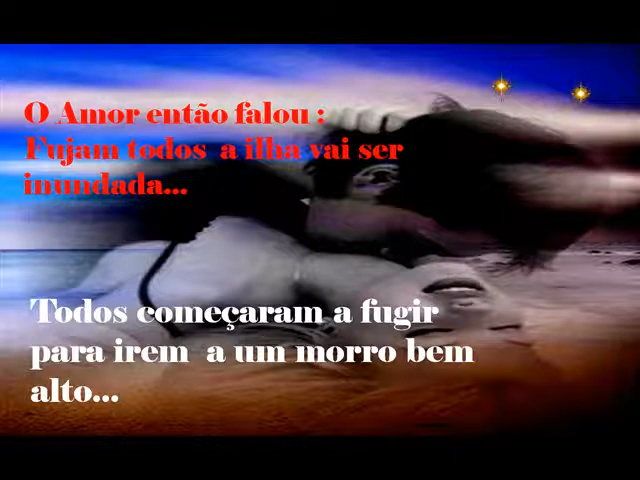 O Amor então falou :
Fujam todos a ilha vai ser
inundada...
Todos começaram a fugir
para irem a um morro bem
alto...